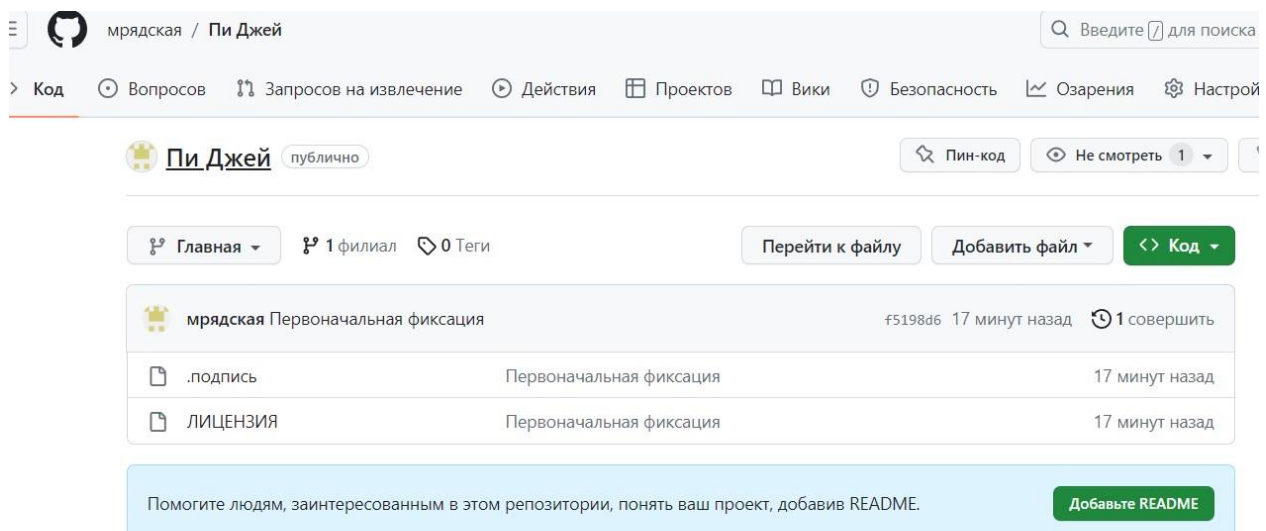 мрядская / Пи Джей Введите / для поиска
Код Вопросов Запросов на извлечение Действия Проектов Вики Безопасность Озарения Настрой
Пи Джей публично Пин-код Не смотреть 1
Главная 1 филиал 0 Теги Перейти к файлу Добавить файл <> Код
мрядская Первоначальная фиксация f5198d6 17 минут назад 1 совершить
.подпись Первоначальная фиксация 17 минут назад
ЛИЦЕНЗИЯ Первоначальная фиксация 17 минут назад
Помогите людям, заинтересованным в этом репозитории, понять ваш проект, добавив README. Добавьте README